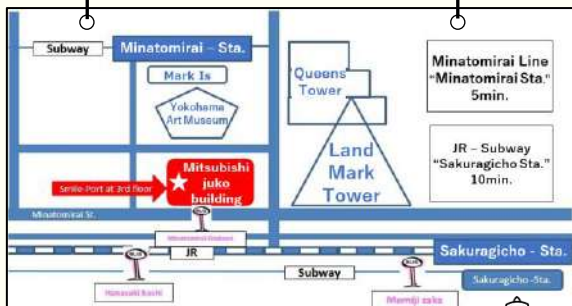 Subway
Minatomirai – Sta.
Mark Is
Yokohama
Art Museum
Queens
Tower
Land
Mark
Tower
Minatomirai Line
"Minatomirai Sta."
5min.
JR – Subway
"Sakuragicho Sta."
10min.
Smile-Port at 3rd floor
Mitsubishi
juko
building
Minatomirai St.
JR
Sakuragicho - Sta.
Subway
Sakuragicho -Sta.
Momiji zaka